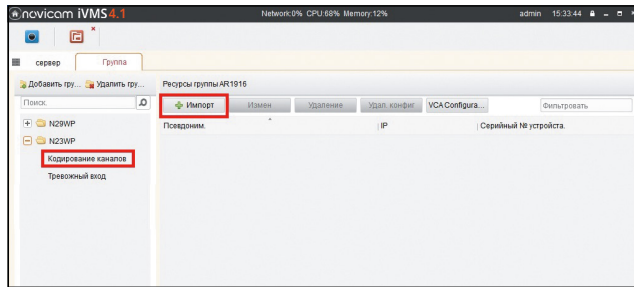 novicam iVMS 4.1 Network:0% CPU:68% Memory:12% admin 15:33:44
сервер Группа
Добавить гру... Удалить гру... Ресурсы группы AR1916
Поиск. Импорт Измен Удаление Удал. конфиг VCA Configura... Фильтровать
N29WP Псевдоним. IP Серийный № устройства.
N23WP
Кодирование каналов
Тревожный вход